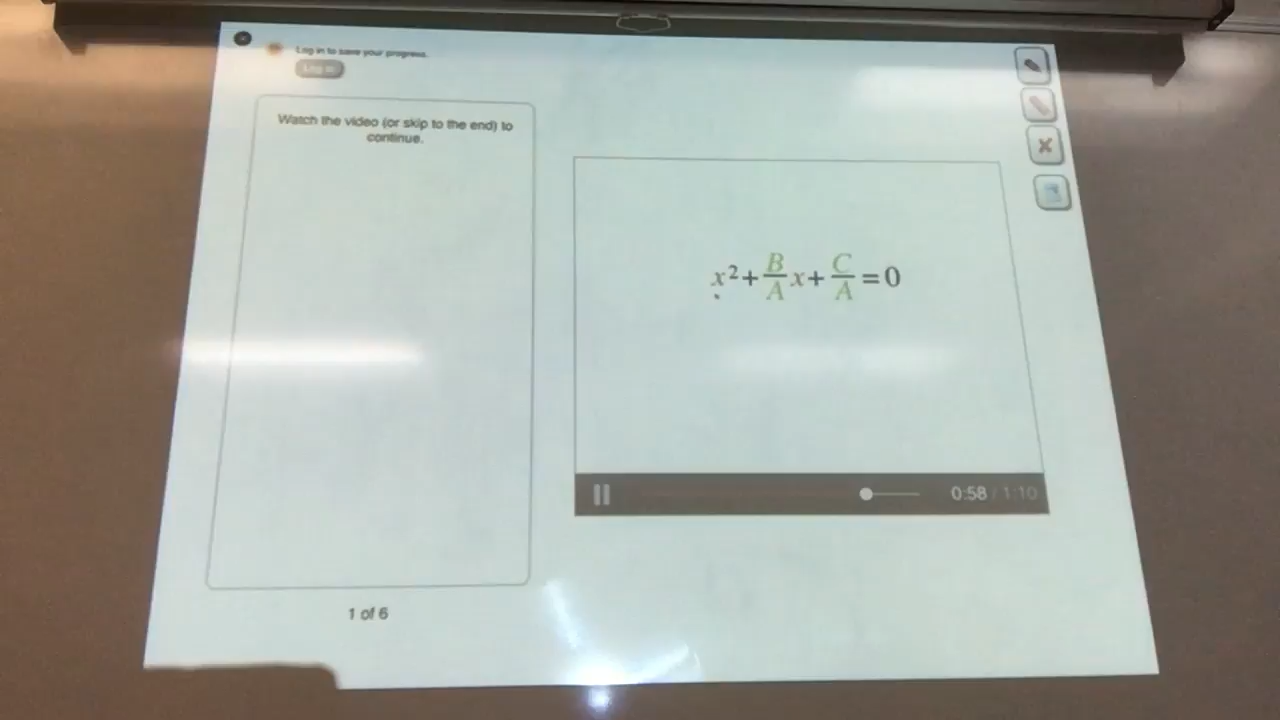 Log in to save your progress.
Log in
Watch the video (or skip to the end) to
continue.
x² + B/A x + C/A = 0
0:58 / 1:10
1 of 6